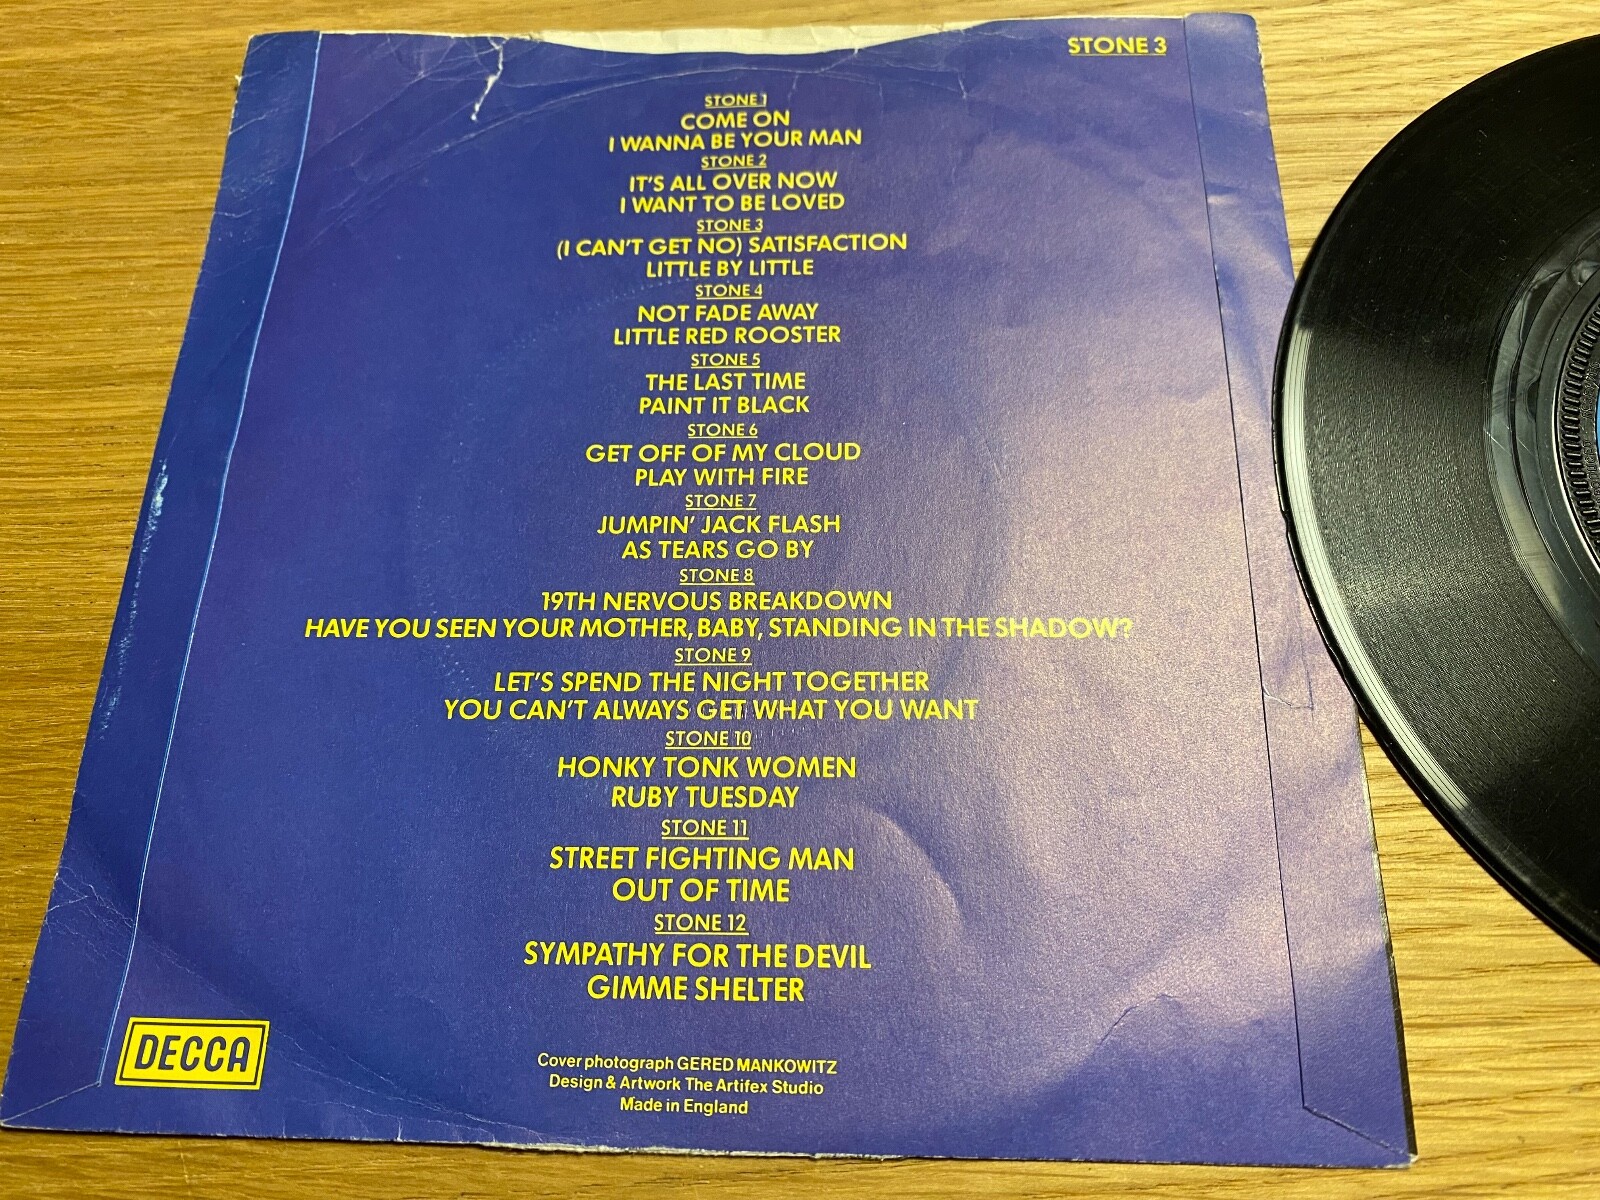 STONE 3
STONE 1
COME ON
I WANNA BE YOUR MAN
STONE 2
IT'S ALL OVER NOW
I WANT TO BE LOVED
STONE 3
(I CAN'T GET NO) SATISFACTION
LITTLE BY LITTLE
STONE 4
NOT FADE AWAY
LITTLE RED ROOSTER
STONE 5
THE LAST TIME
PAINT IT BLACK
STONE 6
GET OFF OF MY CLOUD
PLAY WITH FIRE
STONE 7
JUMPIN' JACK FLASH
AS TEARS GO BY
STONE 8
19TH NERVOUS BREAKDOWN
HAVE YOU SEEN YOUR MOTHER, BABY, STANDING IN THE SHADOW?
STONE 9
LET'S SPEND THE NIGHT TOGETHER
YOU CAN'T ALWAYS GET WHAT YOU WANT
STONE 10
HONKY TONK WOMEN
RUBY TUESDAY
STONE 11
STREET FIGHTING MAN
OUT OF TIME
STONE 12
SYMPATHY FOR THE DEVIL
GIMME SHELTER
DECCA
Cover photograph GERED MANKOWITZ
Design & Artwork The Artifex Studio
Made in England